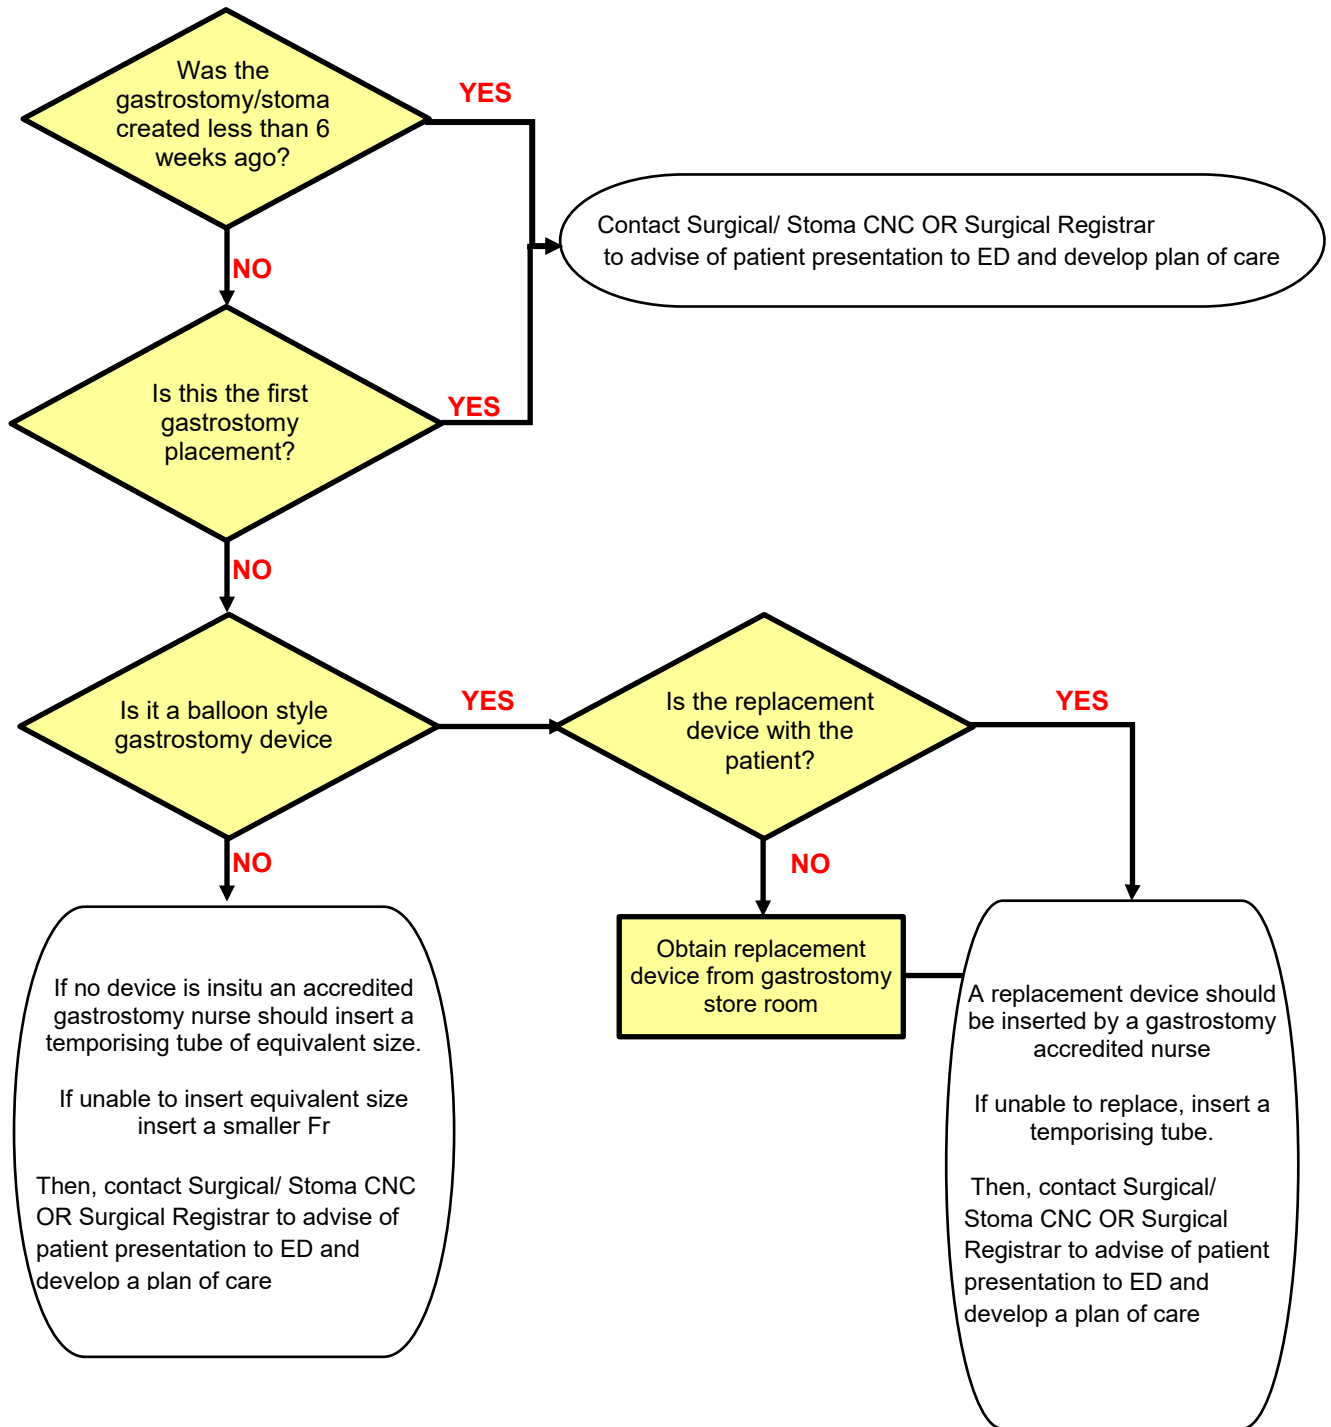 Was the
gastrostomy/stoma
created less than 6
weeks ago?
YES
Contact Surgical/ Stoma CNC OR Surgical Registrar
to advise of patient presentation to ED and develop plan of care
NO
Is this the first
gastrostomy
placement?
YES
NO
Is it a balloon style
gastrostomy device
YES
Is the replacement
device with the
patient?
YES
NO
NO
If no device is insitu an accredited
gastrostomy nurse should insert a
temporising tube of equivalent size.
If unable to insert equivalent size
insert a smaller Fr
Then, contact Surgical/ Stoma CNC
OR Surgical Registrar to advise of
patient presentation to ED and
develop a plan of care
Obtain replacement
device from gastrostomy
store room
A replacement device should
be inserted by a gastrostomy
accredited nurse
If unable to replace, insert a
temporising tube.
Then, contact Surgical/
Stoma CNC OR Surgical
Registrar to advise of patient
presentation to ED and
develop a plan of care